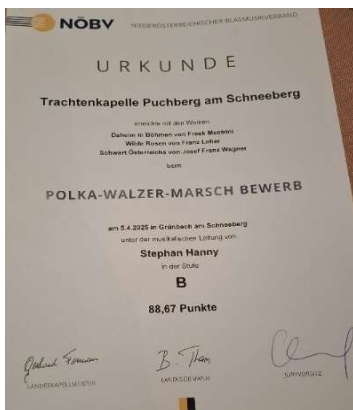 NÖBV NIEDERÖSTERREICHISCHER BLASMUSIKVERBAND
URKUNDE
Trachtenkapelle Puchberg am Schneeberg
erreichte mit den Werken
Daheim in Böhmen von Freek Mestrini
Wilde Rosen von Franz Lehar
Schwert Österreichs von Josef Franz Wagner
beim
POLKA-WALZER-MARSCH BEWERB
am 5.4.2025 in Grünbach am Schneeberg
unter der musikalischen Leitung von
Stephan Hanny
in der Stufe
B
88,67 Punkte
LANDESKAPELLMEISTER LANDESOBMANN JURYVORSITZ